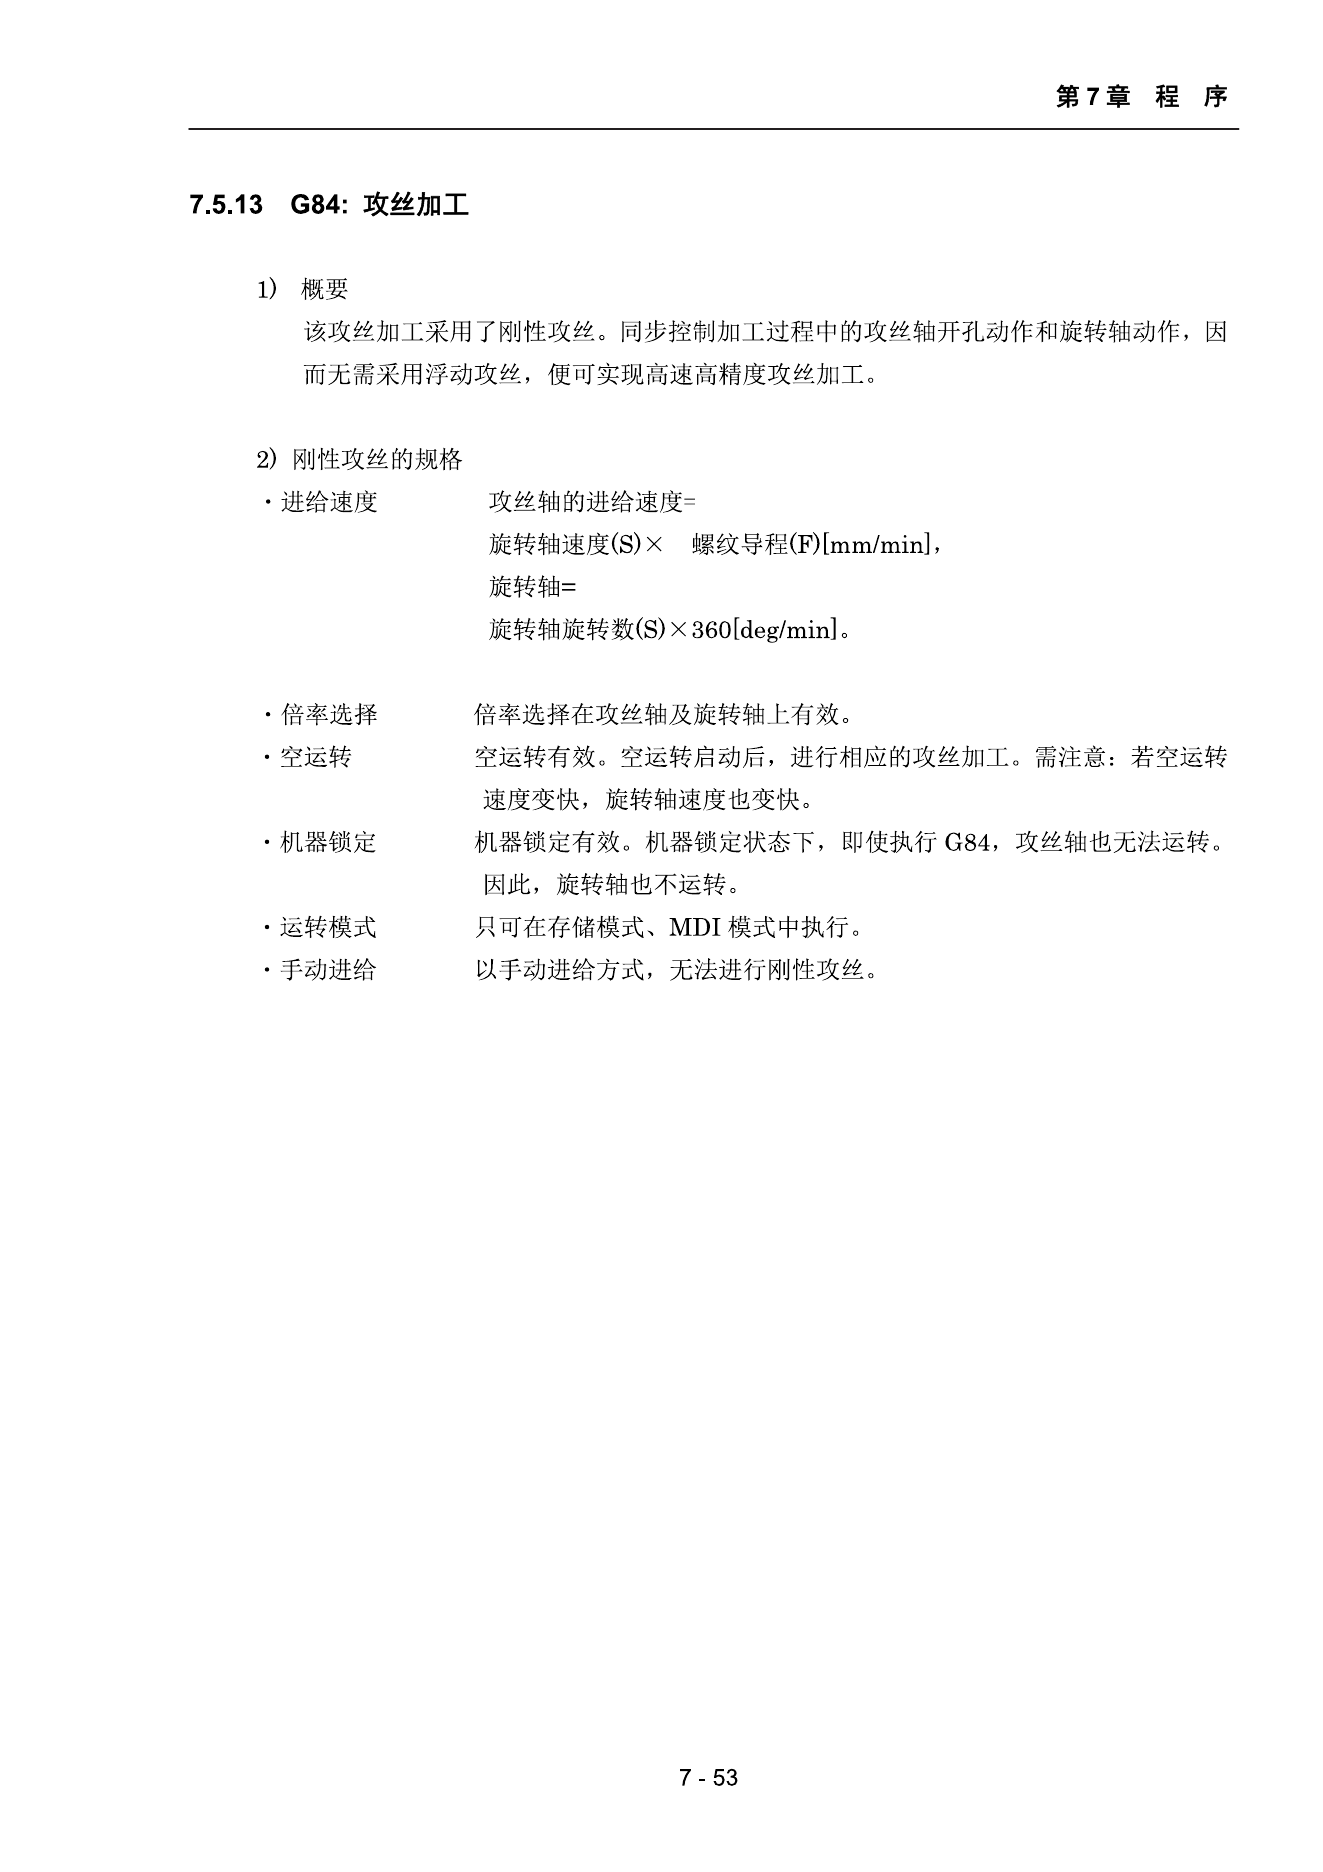 第 7 章　程　序
7.5.13　G84:  攻丝加工
1)　概要
该攻丝加工采用了刚性攻丝。同步控制加工过程中的攻丝轴开孔动作和旋转轴动作，因
而无需采用浮动攻丝，便可实现高速高精度攻丝加工。
2)  刚性攻丝的规格
・进给速度　　　　攻丝轴的进给速度=
旋转轴速度(S)×　螺纹导程(F)[mm/min]，
旋转轴=
旋转轴旋转数(S)×360[deg/min]。
・倍率选择　　　　倍率选择在攻丝轴及旋转轴上有效。
・空运转　　　　　空运转有效。空运转启动后，进行相应的攻丝加工。需注意：若空运转
速度变快，旋转轴速度也变快。
・机器锁定　　　　机器锁定有效。机器锁定状态下，即使执行 G84，攻丝轴也无法运转。
因此，旋转轴也不运转。
・运转模式　　　　只可在存储模式、MDI 模式中执行。
・手动进给　　　　以手动进给方式，无法进行刚性攻丝。
7 - 53